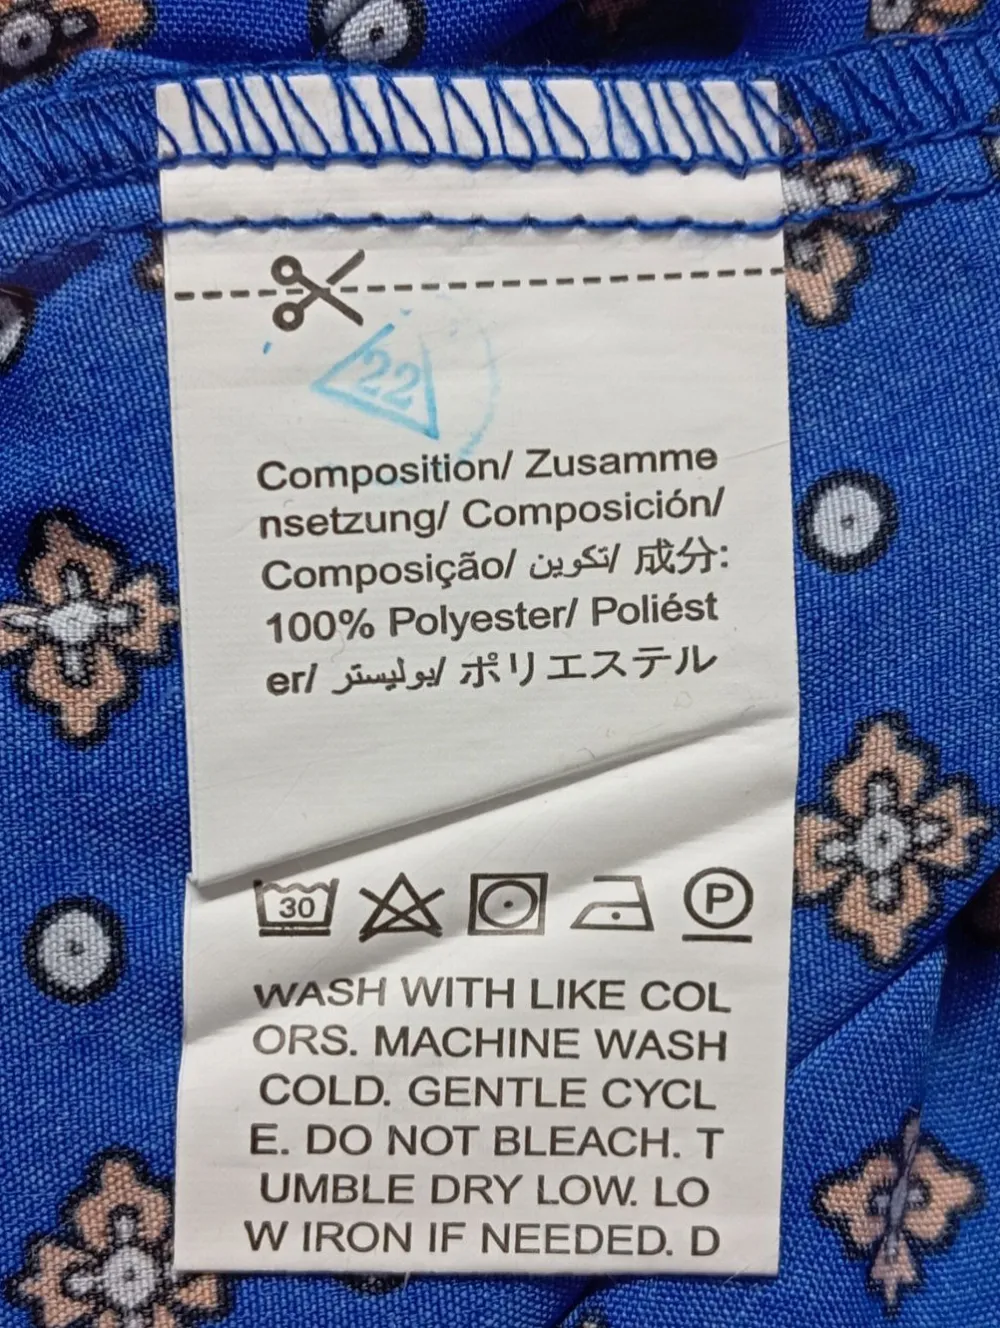 22
Composition/ Zusamme
nsetzung/ Composición/
Composição/ تكوين/ 成分:
100% Polyester/ Poliést
er/ بوليستر/ ポリエステル
30
P
WASH WITH LIKE COL
ORS. MACHINE WASH
COLD. GENTLE CYCL
E. DO NOT BLEACH. T
UMBLE DRY LOW. LO
W IRON IF NEEDED. D